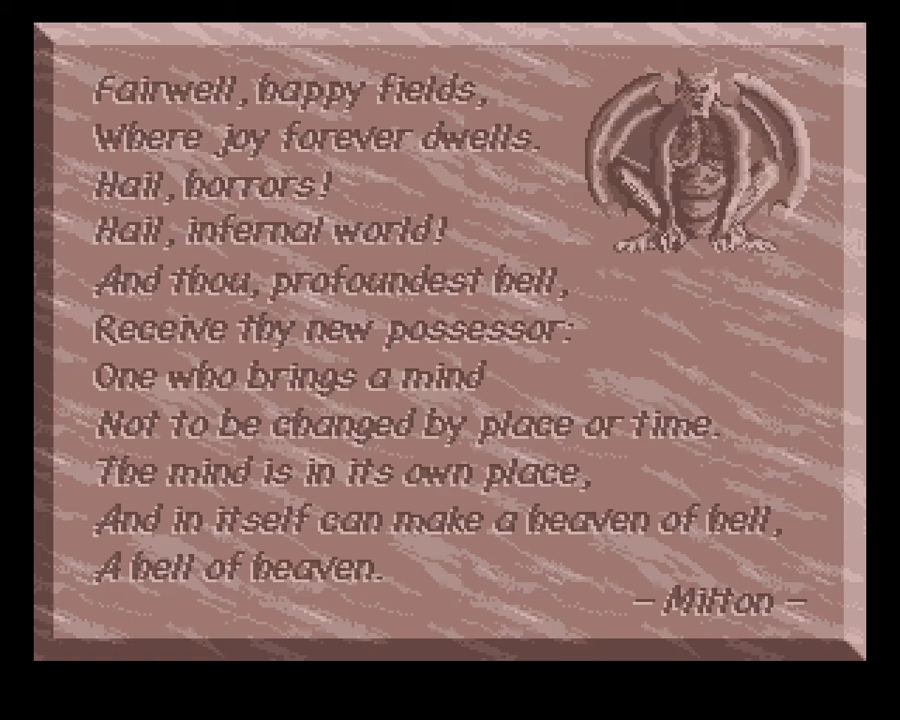 Fairwell, happy fields,
Where joy forever dwells.
Hail, horrors!
Hail, infernal world!
And thou, profoundest hell,
Receive thy new possessor:
One who brings a mind
Not to be changed by place or time.
The mind is in its own place,
And in itself can make a heaven of hell,
A hell of heaven.
– Milton –